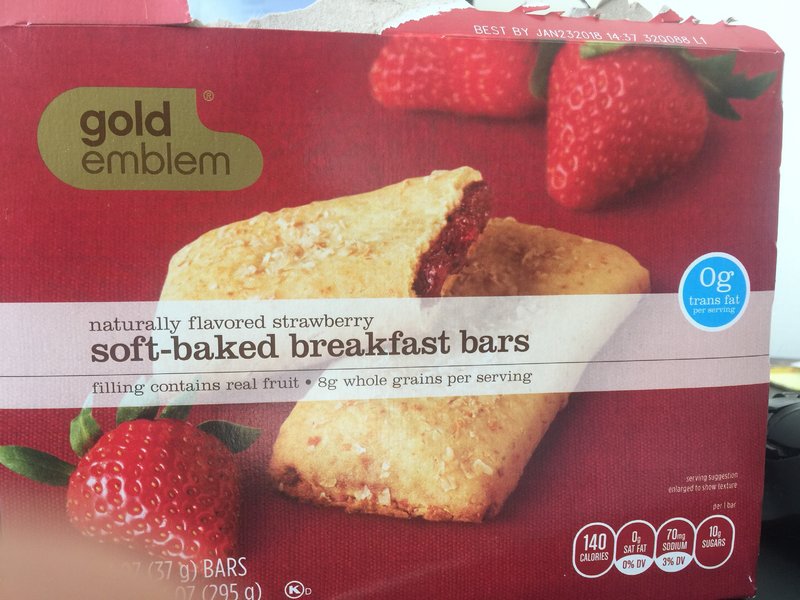 BEST BY JAN232018 14:37 320088 L1
gold
emblem
®
0g
trans fat
per serving
naturally flavored strawberry
soft-baked breakfast bars
filling contains real fruit • 8g whole grains per serving
serving suggestion
enlarged to show texture
per 1 bar
140
CALORIES
0g
SAT FAT
0% DV
70mg
SODIUM
3% DV
10g
SUGARS
(37 g) BARS
OZ (295 g)
K D